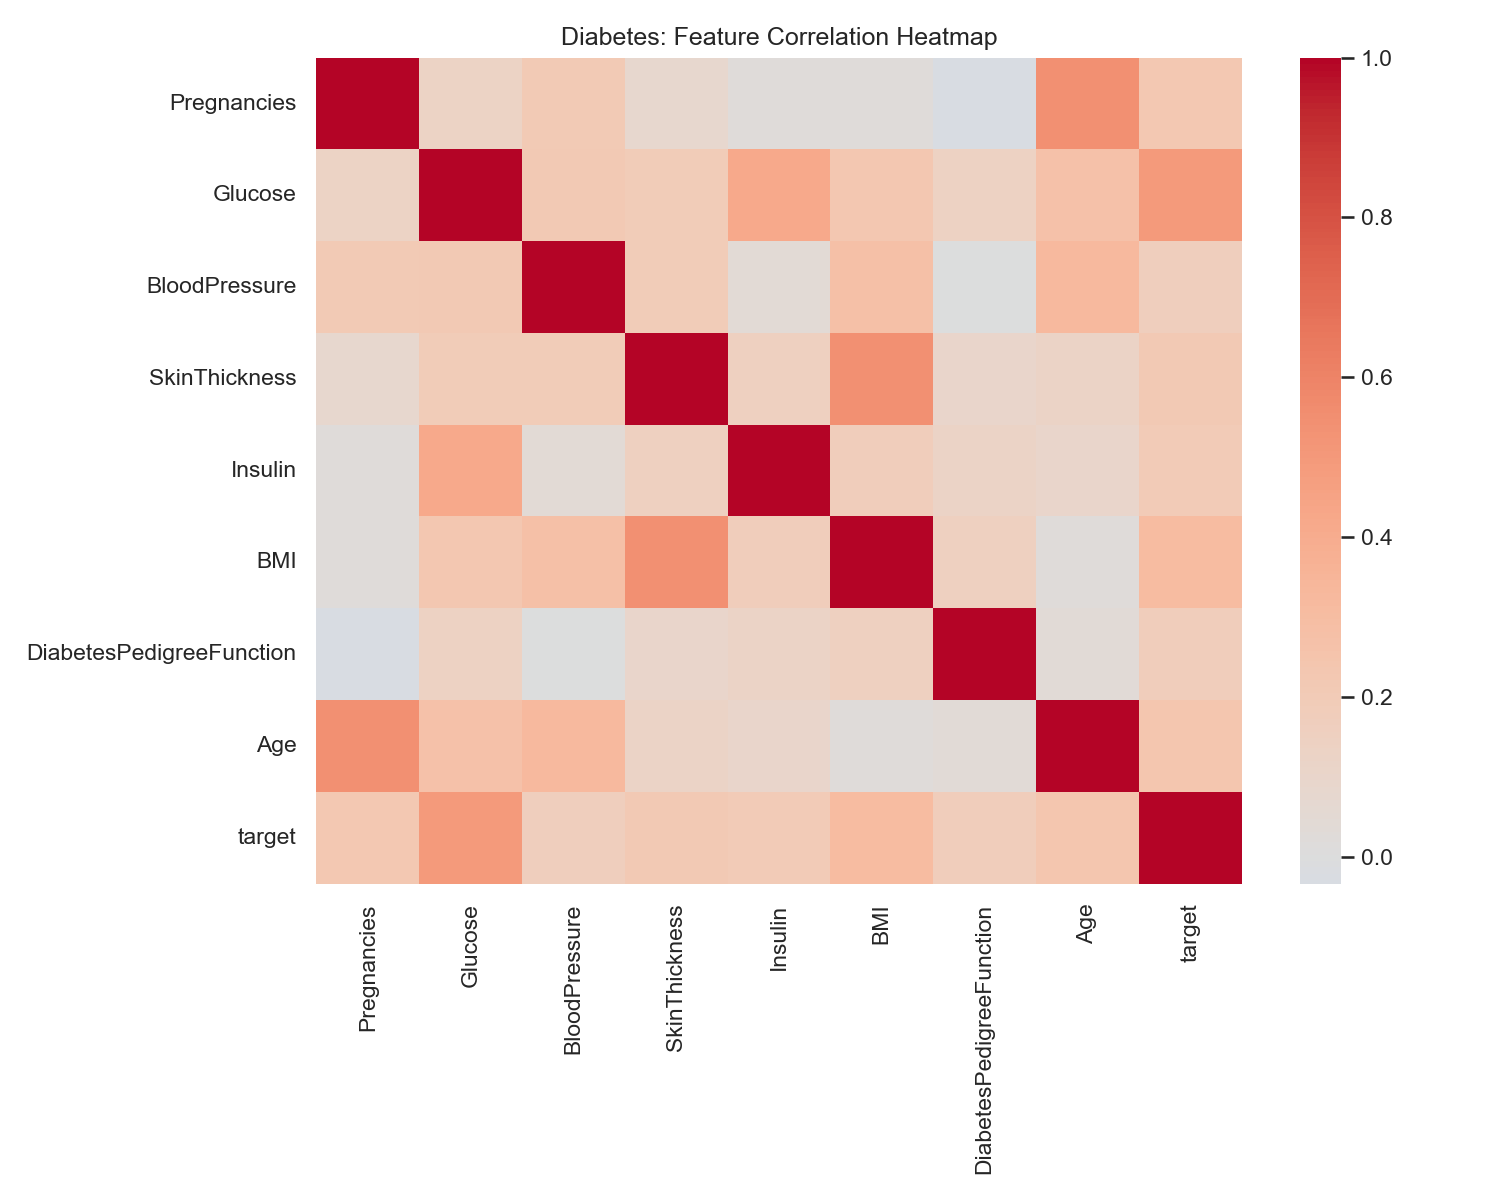 Diabetes: Feature Correlation Heatmap
Pregnancies
Glucose
BloodPressure
SkinThickness
Insulin
BMI
DiabetesPedigreeFunction
Age
target
Pregnancies
Glucose
BloodPressure
SkinThickness
Insulin
BMI
DiabetesPedigreeFunction
Age
target
1.0
0.8
0.6
0.4
0.2
0.0